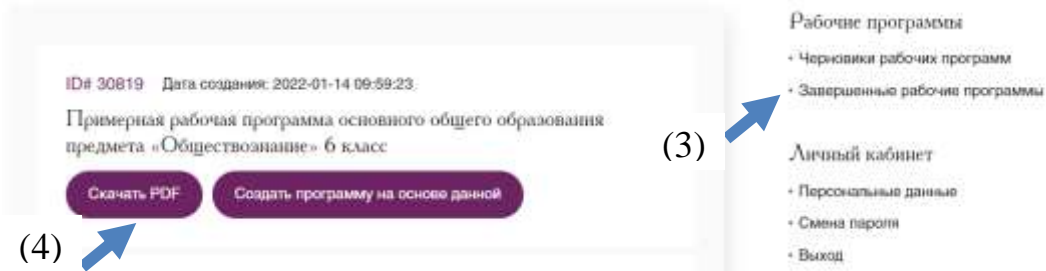 ID# 30819 Дата создания: 2022-01-14 09:59:23
Примерная рабочая программа основного общего образования
предмета «Обществознание» 6 класс
Скачать PDF
Создать программу на основе данной
(4)
Рабочие программы
• Черновики рабочих программ
• Завершенные рабочие программы
(3)
Личный кабинет
• Персональные данные
• Смена пароля
• Выход